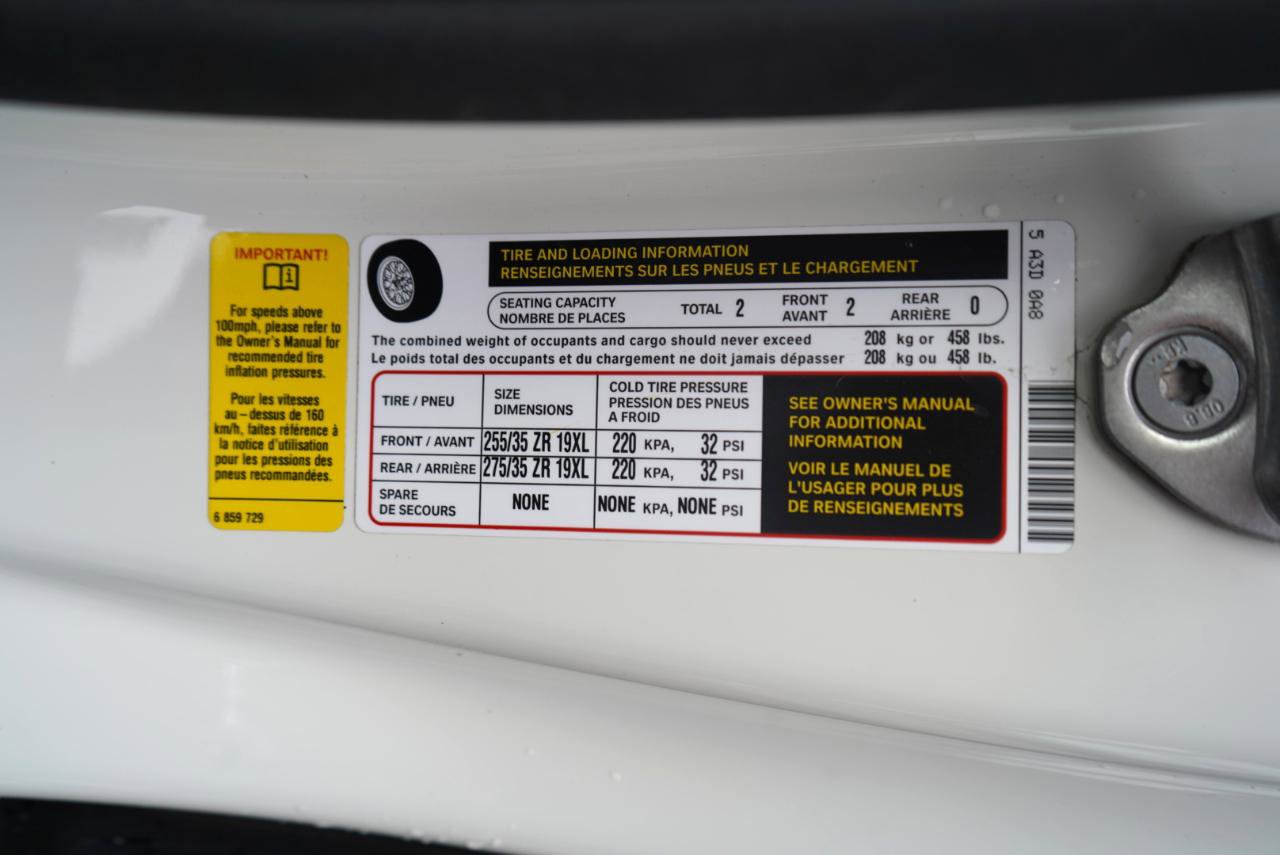 IMPORTANT!
i
For speeds above
100mph, please refer to
the Owner's Manual for
recommended tire
inflation pressures.
Pour les vitesses
au – dessus de 160
km/h, faites référence à
la notice d'utilisation
pour les pressions des
pneus recommandées.
6 859 729
TIRE AND LOADING INFORMATION
RENSEIGNEMENTS SUR LES PNEUS ET LE CHARGEMENT
SEATING CAPACITY
NOMBRE DE PLACES
TOTAL 2
FRONT
AVANT 2
REAR
ARRIÈRE 0
The combined weight of occupants and cargo should never exceed 208 kg or 458 lbs.
Le poids total des occupants et du chargement ne doit jamais dépasser 208 kg ou 458 lb.
TIRE / PNEU
SIZE
DIMENSIONS
COLD TIRE PRESSURE
PRESSION DES PNEUS
A FROID
FRONT / AVANT 255/35 ZR 19XL 220 KPA, 32 PSI
REAR / ARRIÈRE 275/35 ZR 19XL 220 KPA, 32 PSI
SPARE
DE SECOURS
NONE NONE KPA, NONE PSI
SEE OWNER'S MANUAL
FOR ADDITIONAL
INFORMATION
VOIR LE MANUEL DE
L'USAGER POUR PLUS
DE RENSEIGNEMENTS
5 A3D 0A8